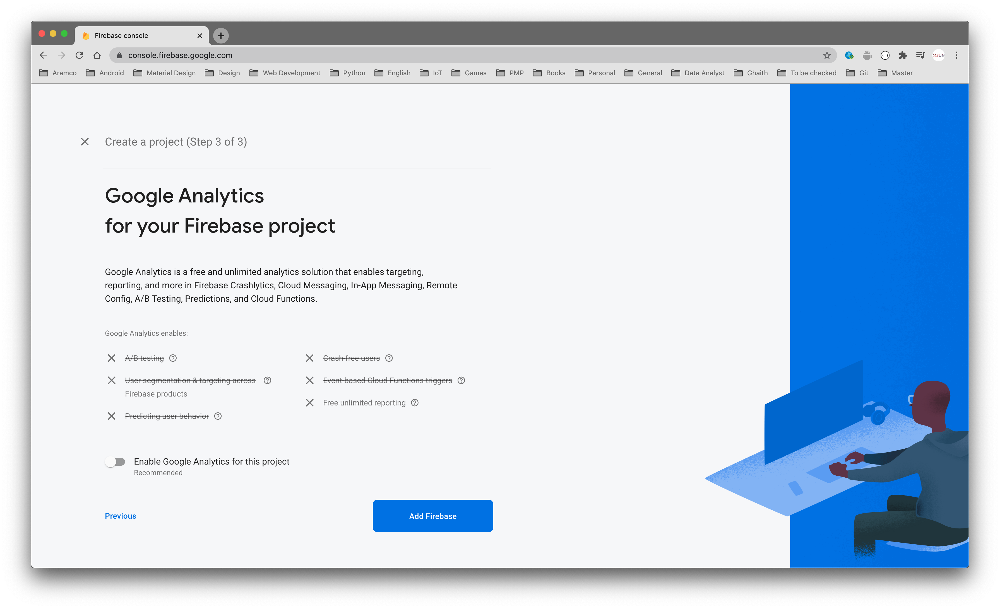 Firebase console
console.firebase.google.com
DATUM
Aramco Android Material Design Design Web Development Python English IoT Games PMP Books Personal General Data Analyst Ghaith To be checked Git Master
Create a project (Step 3 of 3)
Google Analytics
for your Firebase project
Google Analytics is a free and unlimited analytics solution that enables targeting,
reporting, and more in Firebase Crashlytics, Cloud Messaging, In-App Messaging, Remote
Config, A/B Testing, Predictions, and Cloud Functions.
Google Analytics enables:
A/B testing
User segmentation & targeting across
Firebase products
Predicting user behavior
Crash-free users
Event-based Cloud Functions triggers
Free unlimited reporting
Enable Google Analytics for this project
Recommended
Previous
Add Firebase